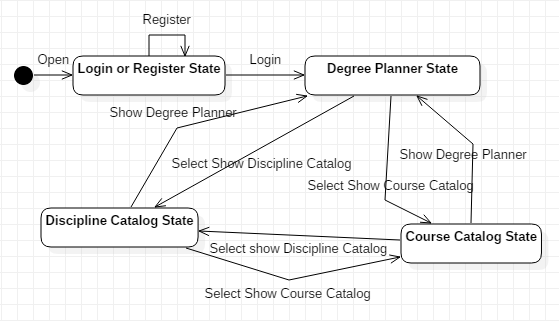 Register
Open
Login
Login or Register State
Degree Planner State
Show Degree Planner
Select Show Discipline Catalog
Show Degree Planner
Select Show Course Catalog
Discipline Catalog State
Course Catalog State
Select show Discipline Catalog
Select Show Course Catalog